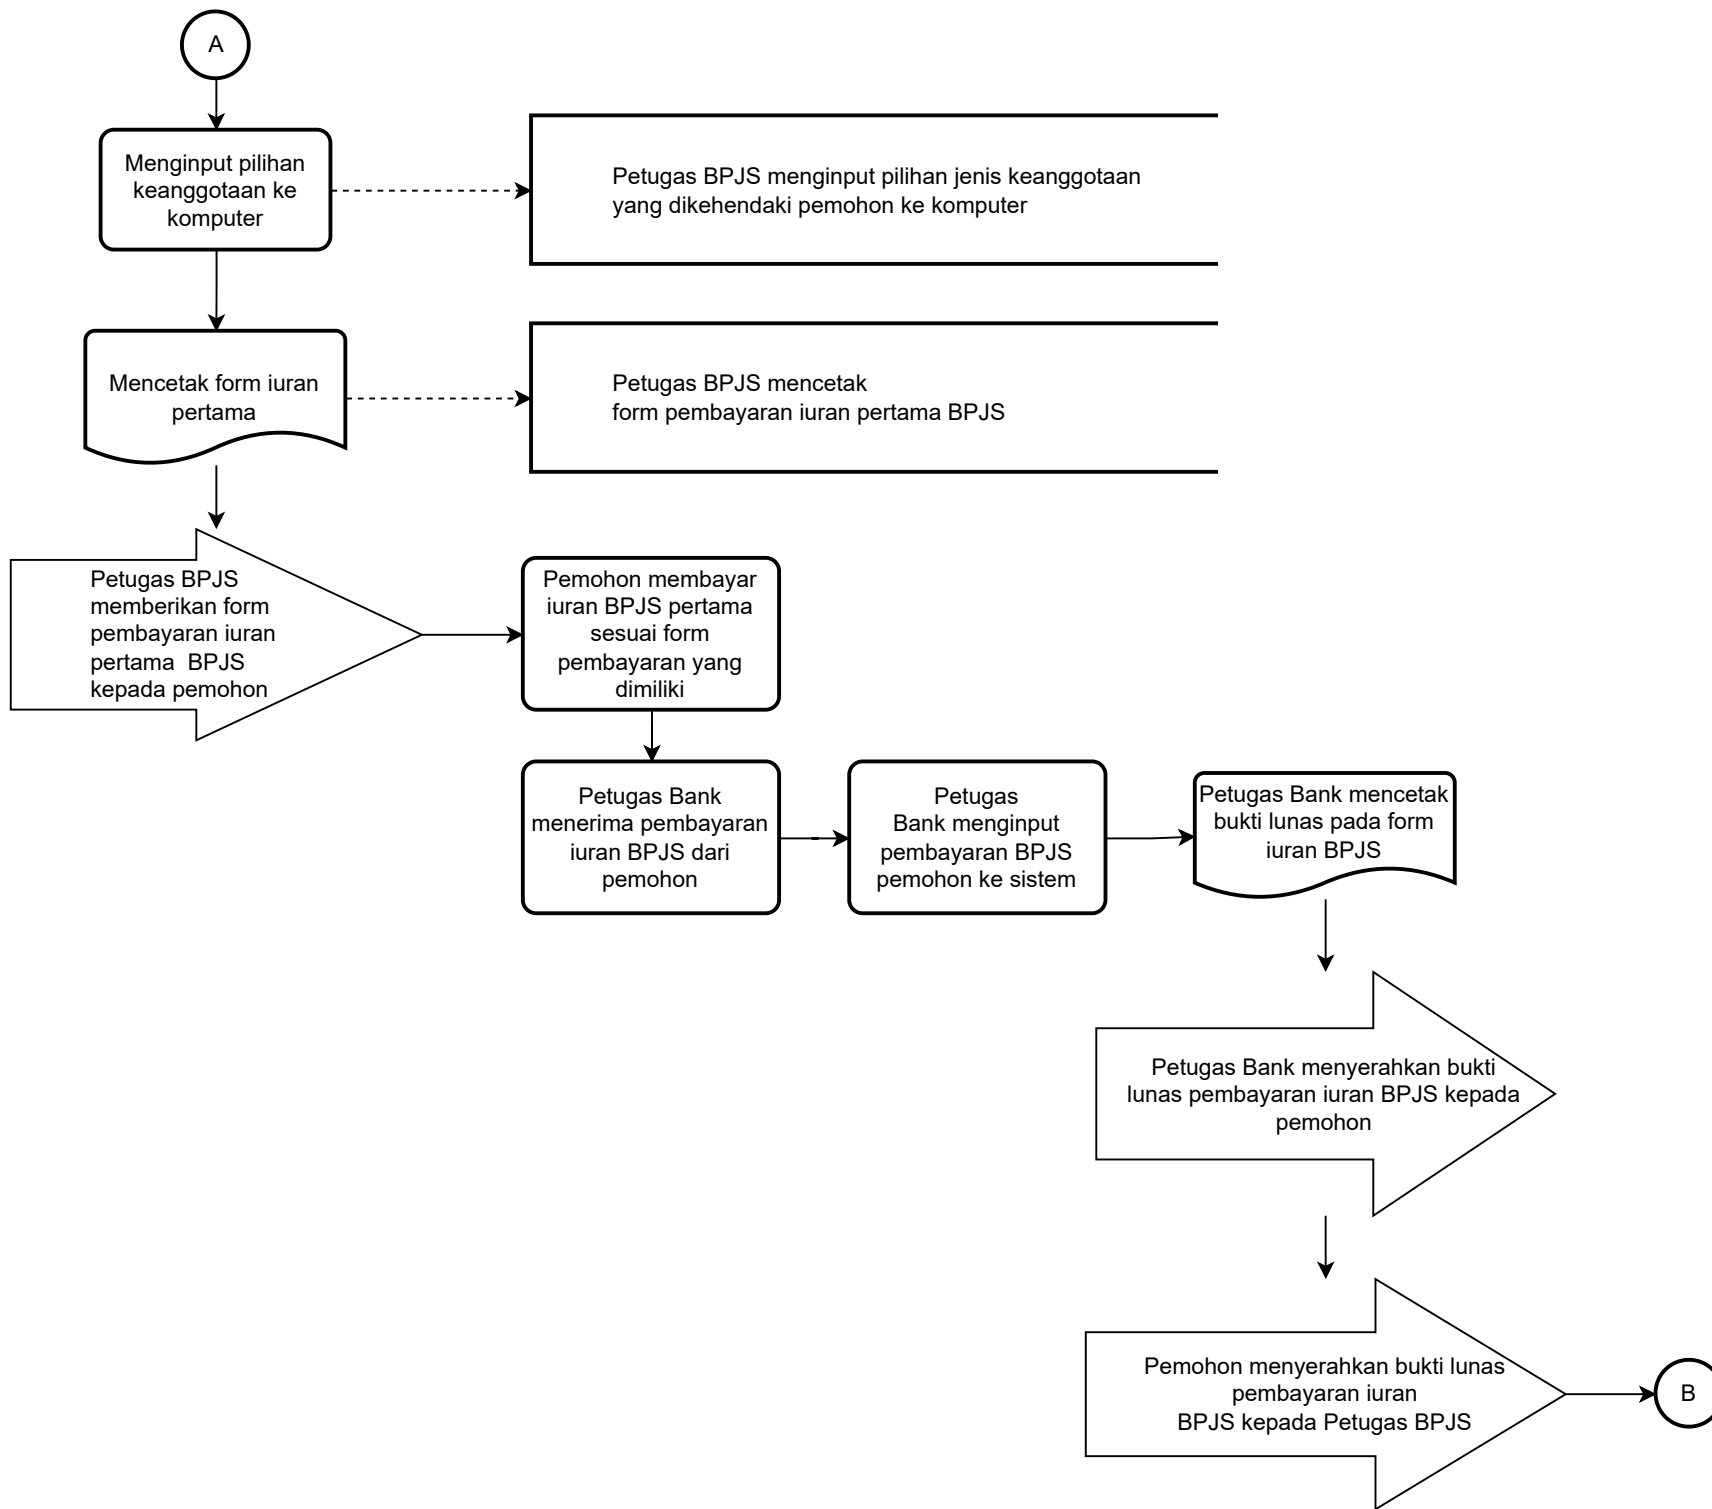 A
Menginput pilihan
keanggotaan ke
komputer
Petugas BPJS menginput pilihan jenis keanggotaan
yang dikehendaki pemohon ke komputer
Mencetak form iuran
pertama
Petugas BPJS mencetak
form pembayaran iuran pertama BPJS
Petugas BPJS
memberikan form
pembayaran iuran
pertama  BPJS
kepada pemohon
Pemohon membayar
iuran BPJS pertama
sesuai form
pembayaran yang
dimiliki
Petugas Bank
menerima pembayaran
iuran BPJS dari
pemohon
Petugas
Bank menginput
pembayaran BPJS
pemohon ke sistem
Petugas Bank mencetak
bukti lunas pada form
iuran BPJS
Petugas Bank menyerahkan bukti
lunas pembayaran iuran BPJS kepada
pemohon
Pemohon menyerahkan bukti lunas
pembayaran iuran
BPJS kepada Petugas BPJS
B